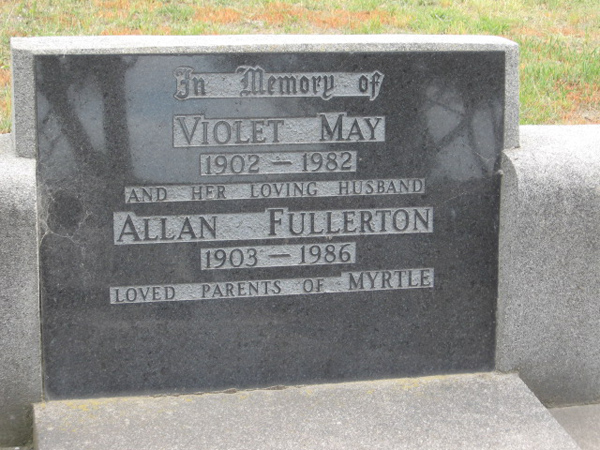 In Memory of
VIOLET MAY
1902 — 1982
AND HER LOVING HUSBAND
ALLAN FULLERTON
1903 — 1986
LOVED PARENTS OF MYRTLE